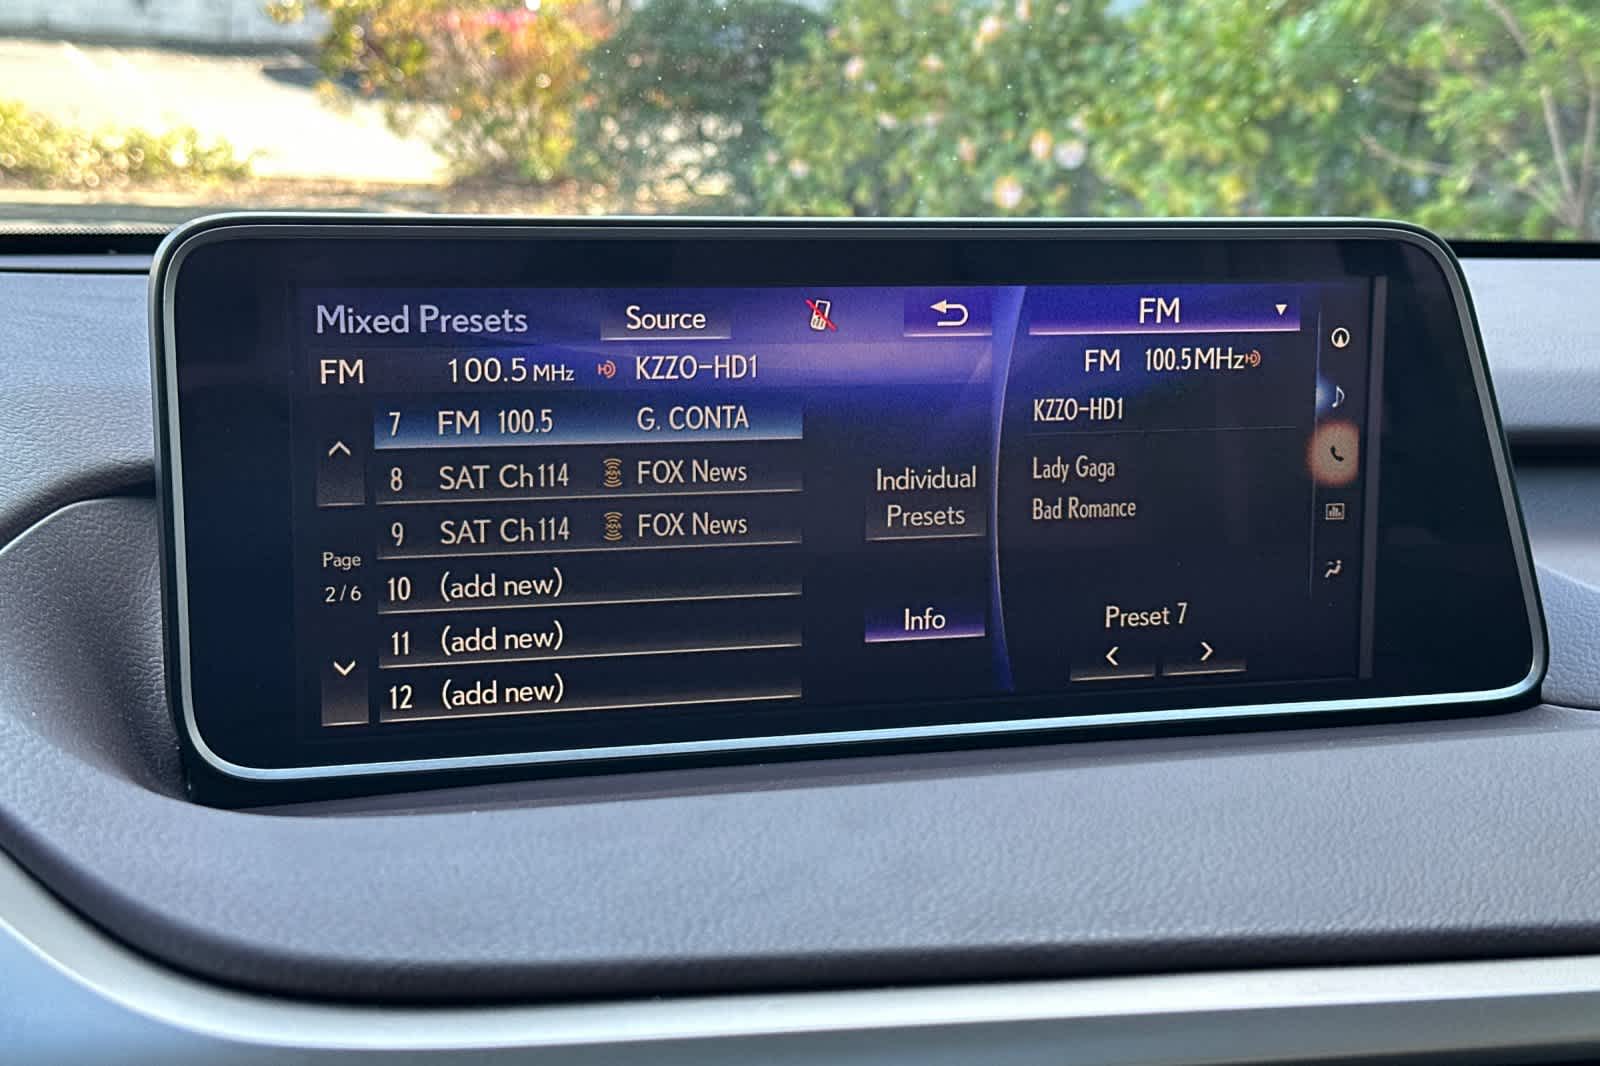 Mixed Presets Source FM
FM 100.5 MHz KZZO-HD1
7 FM 100.5 G. CONTA
8 SAT Ch114 FOX News
9 SAT Ch114 FOX News
10 (add new)
11 (add new)
12 (add new)
Page
2/6
Individual
Presets
Info
FM 100.5MHz
KZZO-HD1
Lady Gaga
Bad Romance
Preset 7